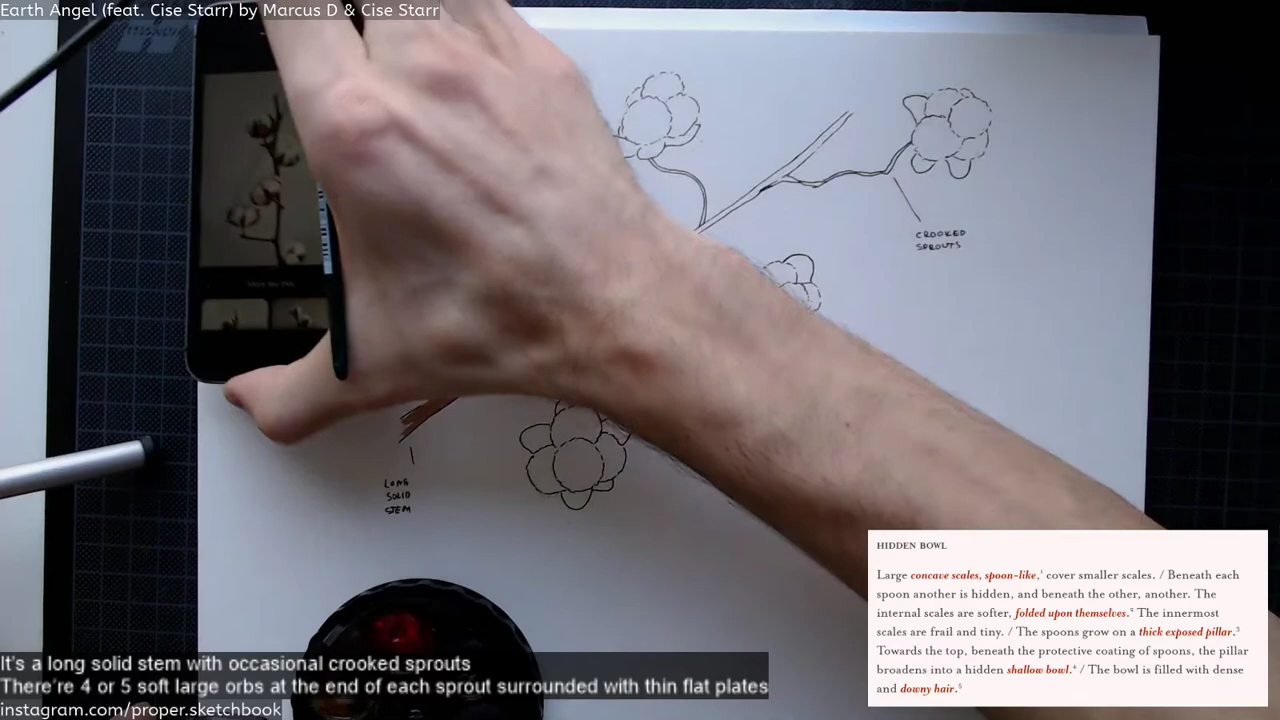 Earth Angel (feat. Cise Starr) by Marcus D & Cise Starr
CROOKED
SPROUTS
LONG
SOLID
STEM
HIDDEN BOWL
Large concave scales, spoon-like,¹ cover smaller scales. / Beneath each
spoon another is hidden, and beneath the other, another. The
internal scales are softer, folded upon themselves.² The innermost
scales are frail and tiny. / The spoons grow on a thick exposed pillar.³
Towards the top, beneath the protective coating of spoons, the pillar
broadens into a hidden shallow bowl.⁴ / The bowl is filled with dense
and downy hair.⁵
It's a long solid stem with occasional crooked sprouts
There're 4 or 5 soft large orbs at the end of each sprout surrounded with thin flat plates
instagram.com/proper.sketchbook